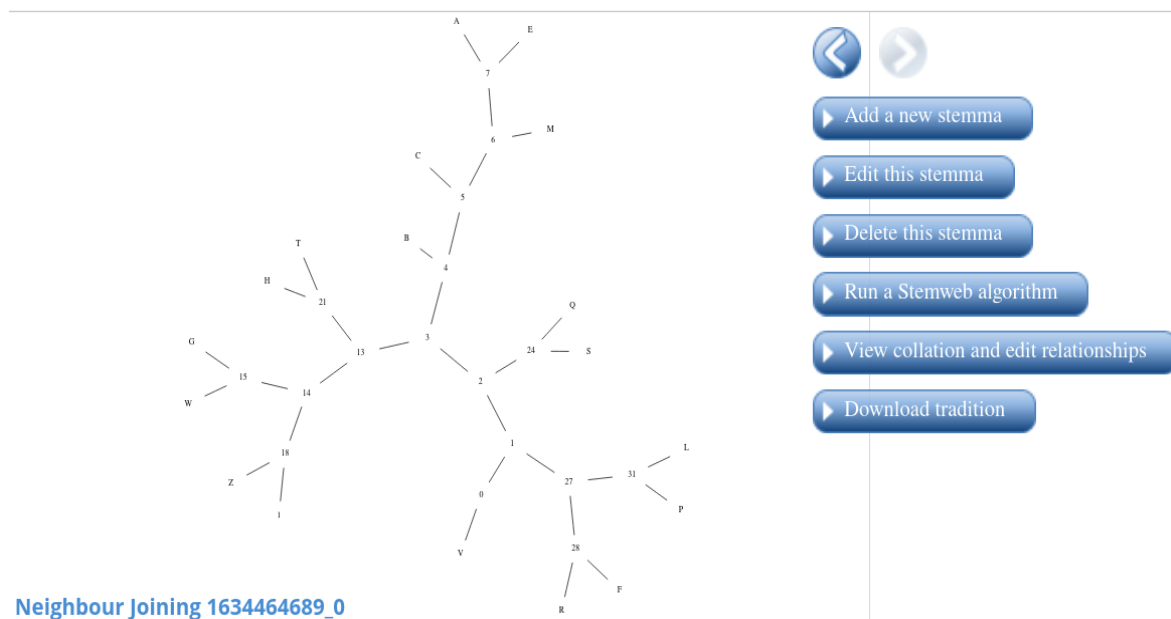 A
E
7
Add a new stemma
M
6
C
Edit this stemma
5
Delete this stemma
B
T
4
H
Run a Stemweb algorithm
21
Q
3
G
24
S
13
View collation and edit relationships
15
2
14
W
Download tradition
1
L
18
31
Z
27
0
P
I
28
V
F
Neighbour Joining 1634464689_0
R